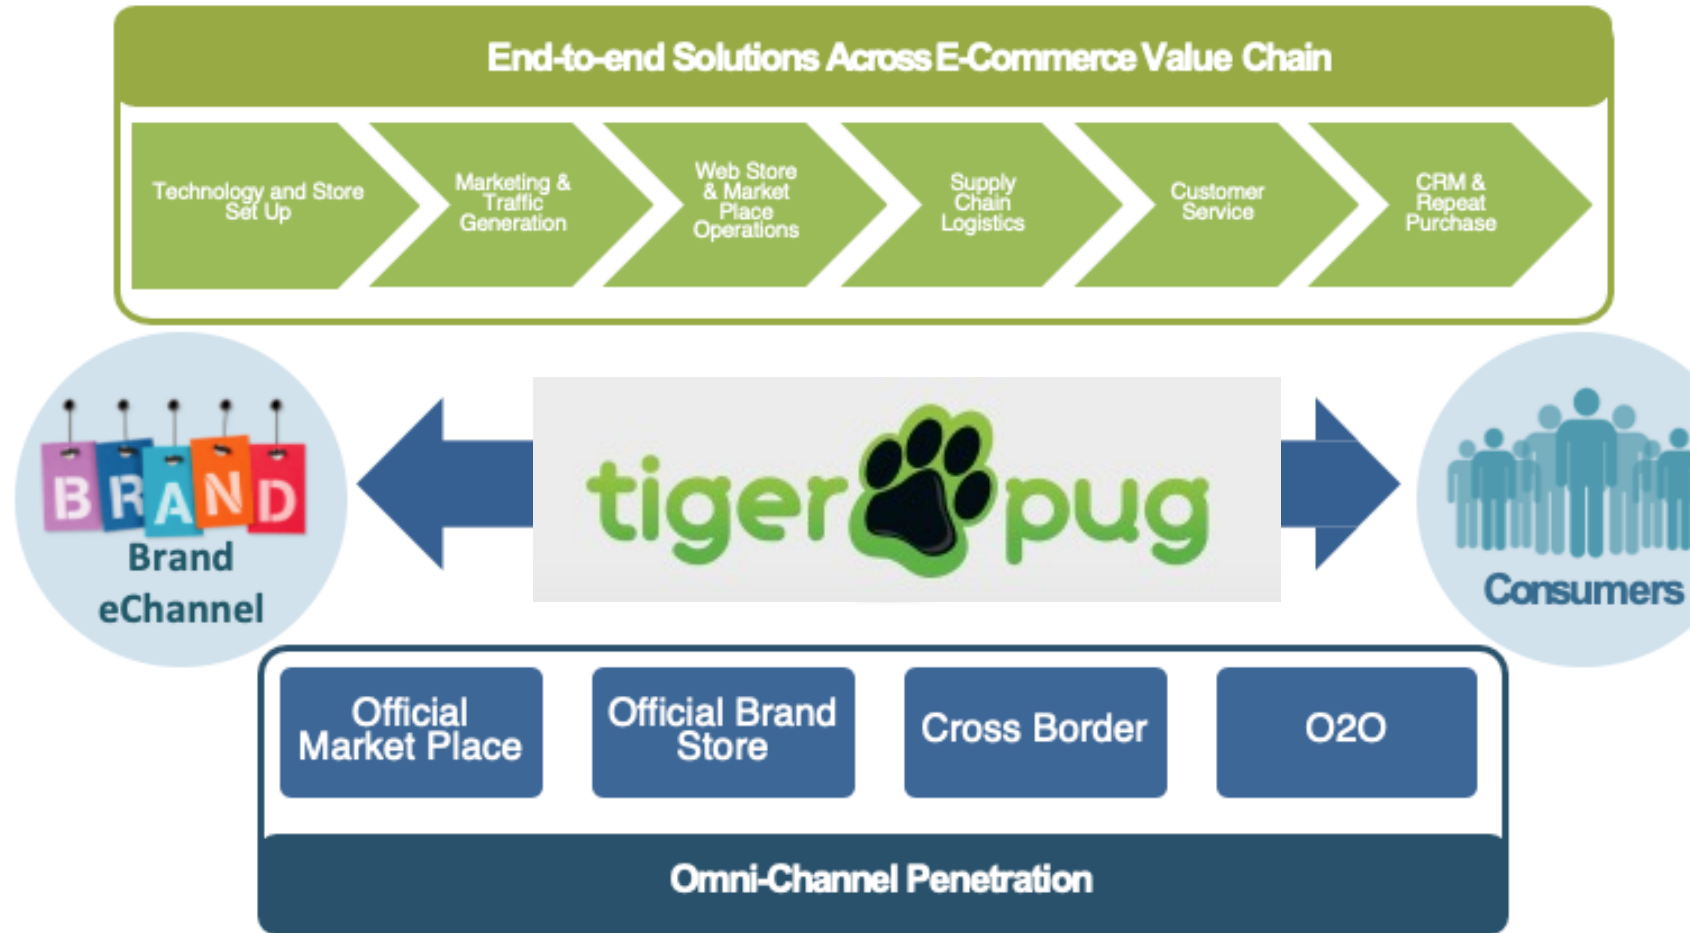 End-to-end Solutions Across E-Commerce Value Chain
Technology and Store
Set Up
Marketing &
Traffic
Generation
Web Store
& Market
Place
Operations
Supply
Chain
Logistics
Customer
Service
CRM &
Repeat
Purchase
BRAND
Brand
eChannel
tiger pug
Consumers
Official
Market Place
Official Brand
Store
Cross Border
O2O
Omni-Channel Penetration